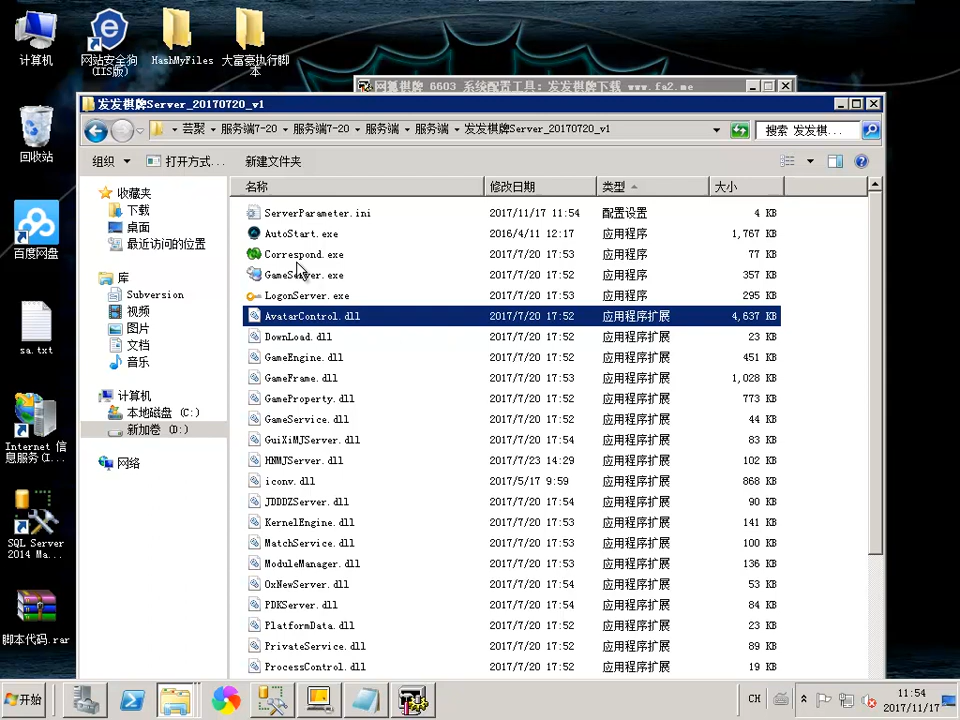 计算机
网站安全狗
(IIS版)
HashMyFiles
大富豪执行脚
本
回收站
百度网盘
sa.txt
Internet 信
息服务(I...
SQL Server
2014 Ma...
脚本代码.rar
网狐棋牌 6603 系统配置工具：发发棋牌下载 www.fa2.me
发发棋牌Server_20170720_v1
芸聚 服务端7-20 服务端7-20 服务端 服务端 发发棋牌Server_20170720_v1
搜索 发发棋...
组织 打开方式... 新建文件夹
收藏夹
下载
桌面
最近访问的位置
库
Subversion
视频
图片
文档
音乐
计算机
本地磁盘 (C:)
新加卷 (D:)
网络
名称 修改日期 类型 大小
ServerParameter.ini 2017/11/17 11:54 配置设置 4 KB
AutoStart.exe 2016/4/11 12:17 应用程序 1,767 KB
Correspond.exe 2017/7/20 17:53 应用程序 77 KB
GameServer.exe 2017/7/20 17:52 应用程序 357 KB
LogonServer.exe 2017/7/20 17:53 应用程序 295 KB
AvatarControl.dll 2017/7/20 17:52 应用程序扩展 4,637 KB
DownLoad.dll 2017/7/20 17:52 应用程序扩展 23 KB
GameEngine.dll 2017/7/20 17:52 应用程序扩展 451 KB
GameFrame.dll 2017/7/20 17:53 应用程序扩展 1,028 KB
GameProperty.dll 2017/7/20 17:52 应用程序扩展 773 KB
GameService.dll 2017/7/20 17:52 应用程序扩展 44 KB
GuiXiMJServer.dll 2017/7/20 17:54 应用程序扩展 83 KB
HNMJServer.dll 2017/7/23 14:29 应用程序扩展 102 KB
iconv.dll 2017/5/17 9:59 应用程序扩展 868 KB
JDDDZServer.dll 2017/7/20 17:54 应用程序扩展 90 KB
KernelEngine.dll 2017/7/20 17:53 应用程序扩展 141 KB
MatchService.dll 2017/7/20 17:53 应用程序扩展 100 KB
ModuleManager.dll 2017/7/20 17:53 应用程序扩展 136 KB
OxNewServer.dll 2017/7/20 17:54 应用程序扩展 53 KB
PDKServer.dll 2017/7/20 17:54 应用程序扩展 84 KB
PlatformData.dll 2017/7/20 17:52 应用程序扩展 23 KB
PrivateService.dll 2017/7/20 17:52 应用程序扩展 89 KB
ProcessControl.dll 2017/7/20 17:52 应用程序扩展 19 KB
开始
CH
11:54
2017/11/17